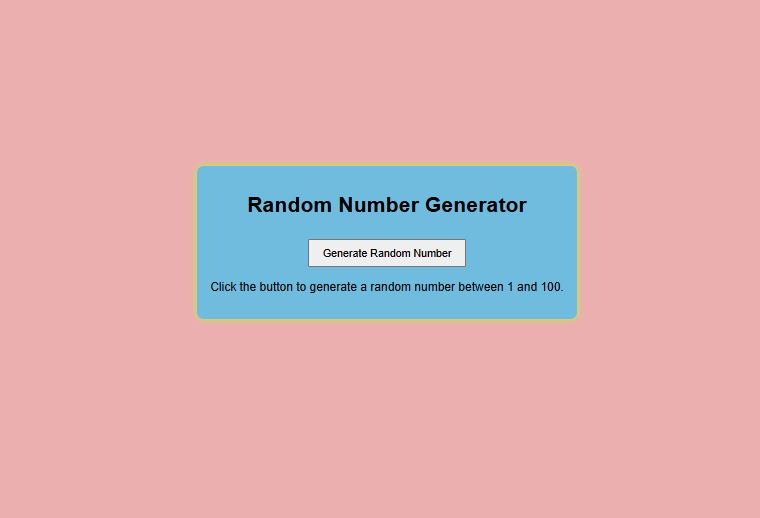 Random Number Generator
Generate Random Number
Click the button to generate a random number between 1 and 100.